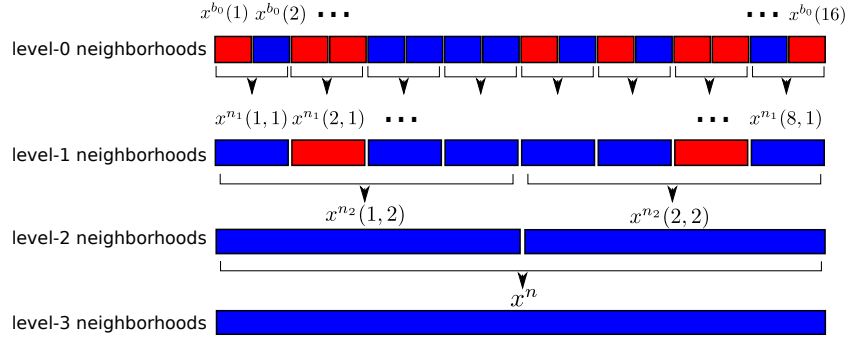 x^{b_0}(1) x^{b_0}(2) ... ... x^{b_0}(16)
level-0 neighborhoods
x^{n_1}(1,1) x^{n_1}(2,1) ... ... x^{n_1}(8,1)
level-1 neighborhoods
x^{n_2}(1,2) x^{n_2}(2,2)
level-2 neighborhoods
x^n
level-3 neighborhoods